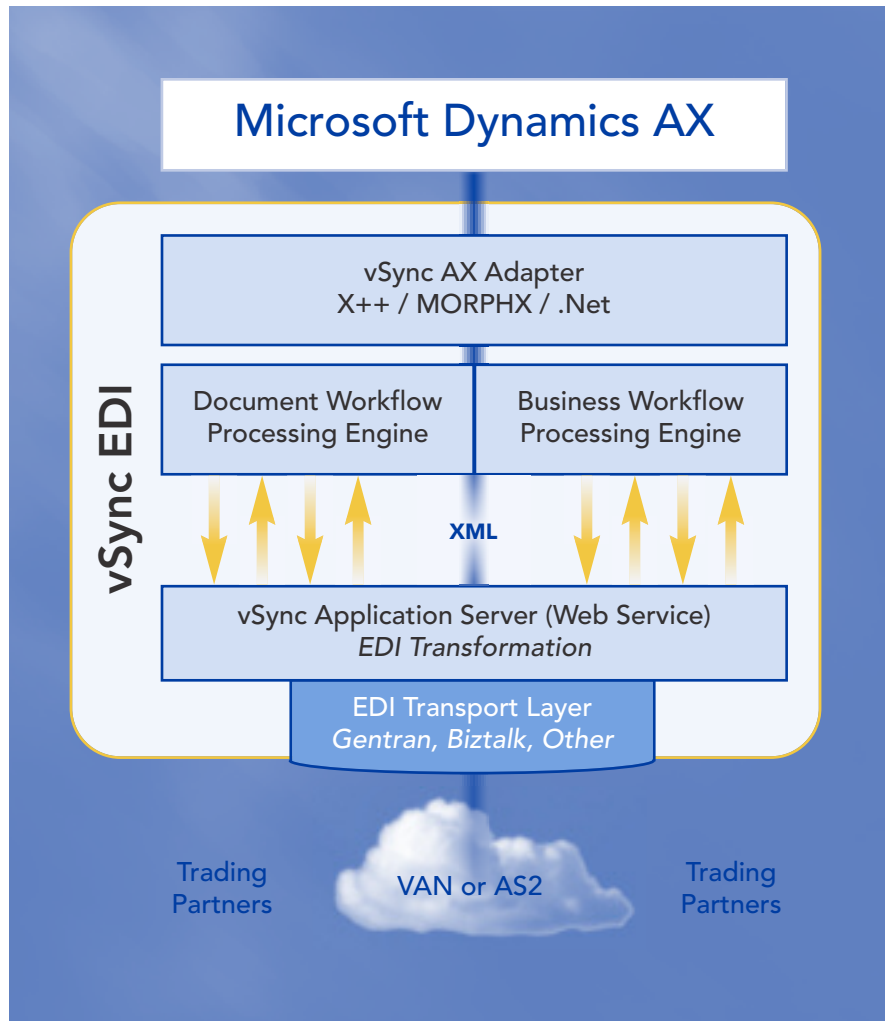 Microsoft Dynamics AX
vSync EDI
vSync AX Adapter
X++ / MORPHX / .Net
Document Workflow
Processing Engine
Business Workflow
Processing Engine
XML
vSync Application Server (Web Service)
EDI Transformation
EDI Transport Layer
Gentran, Biztalk, Other
Trading
Partners
VAN or AS2
Trading
Partners